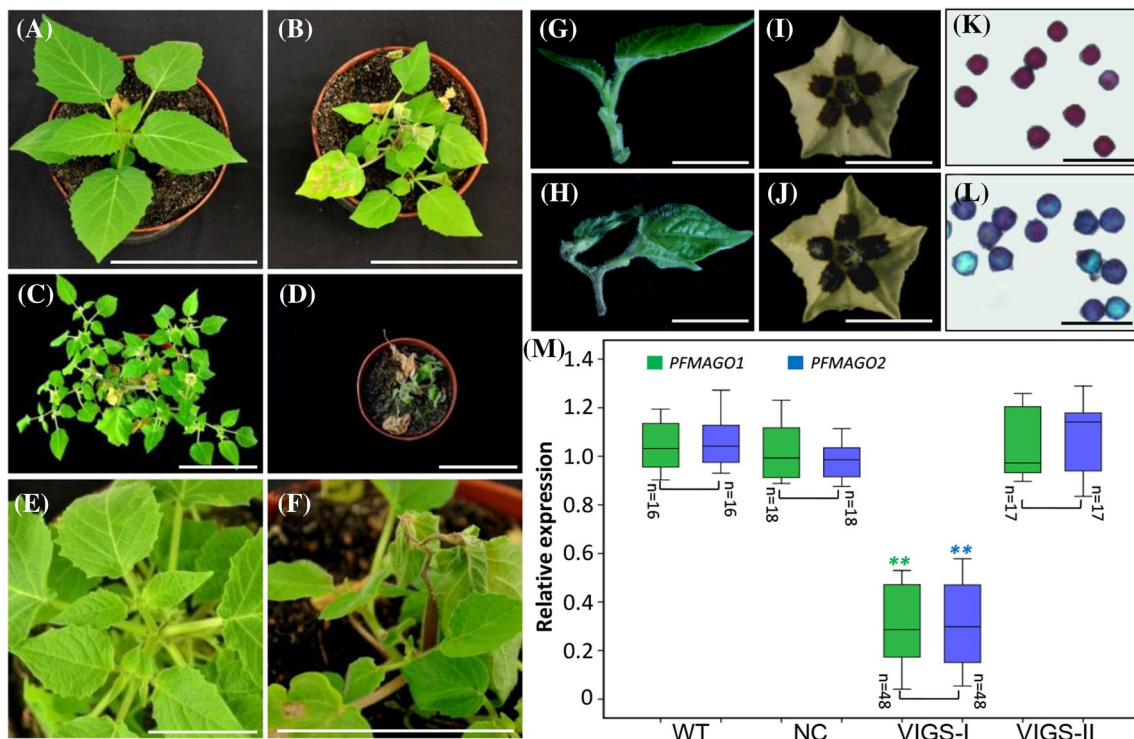 (A)
(B)
(C)
(D)
(E)
(F)
(G)
(H)
(I)
(J)
(K)
(L)
(M)
PFMAGO1
PFMAGO2
Relative expression
1.4
1.2
1.0
0.8
0.6
0.4
0.2
0
n=16
n=16
n=18
n=18
**
**
n=48
n=48
n=17
n=17
WT
NC
VIGS-I
VIGS-II